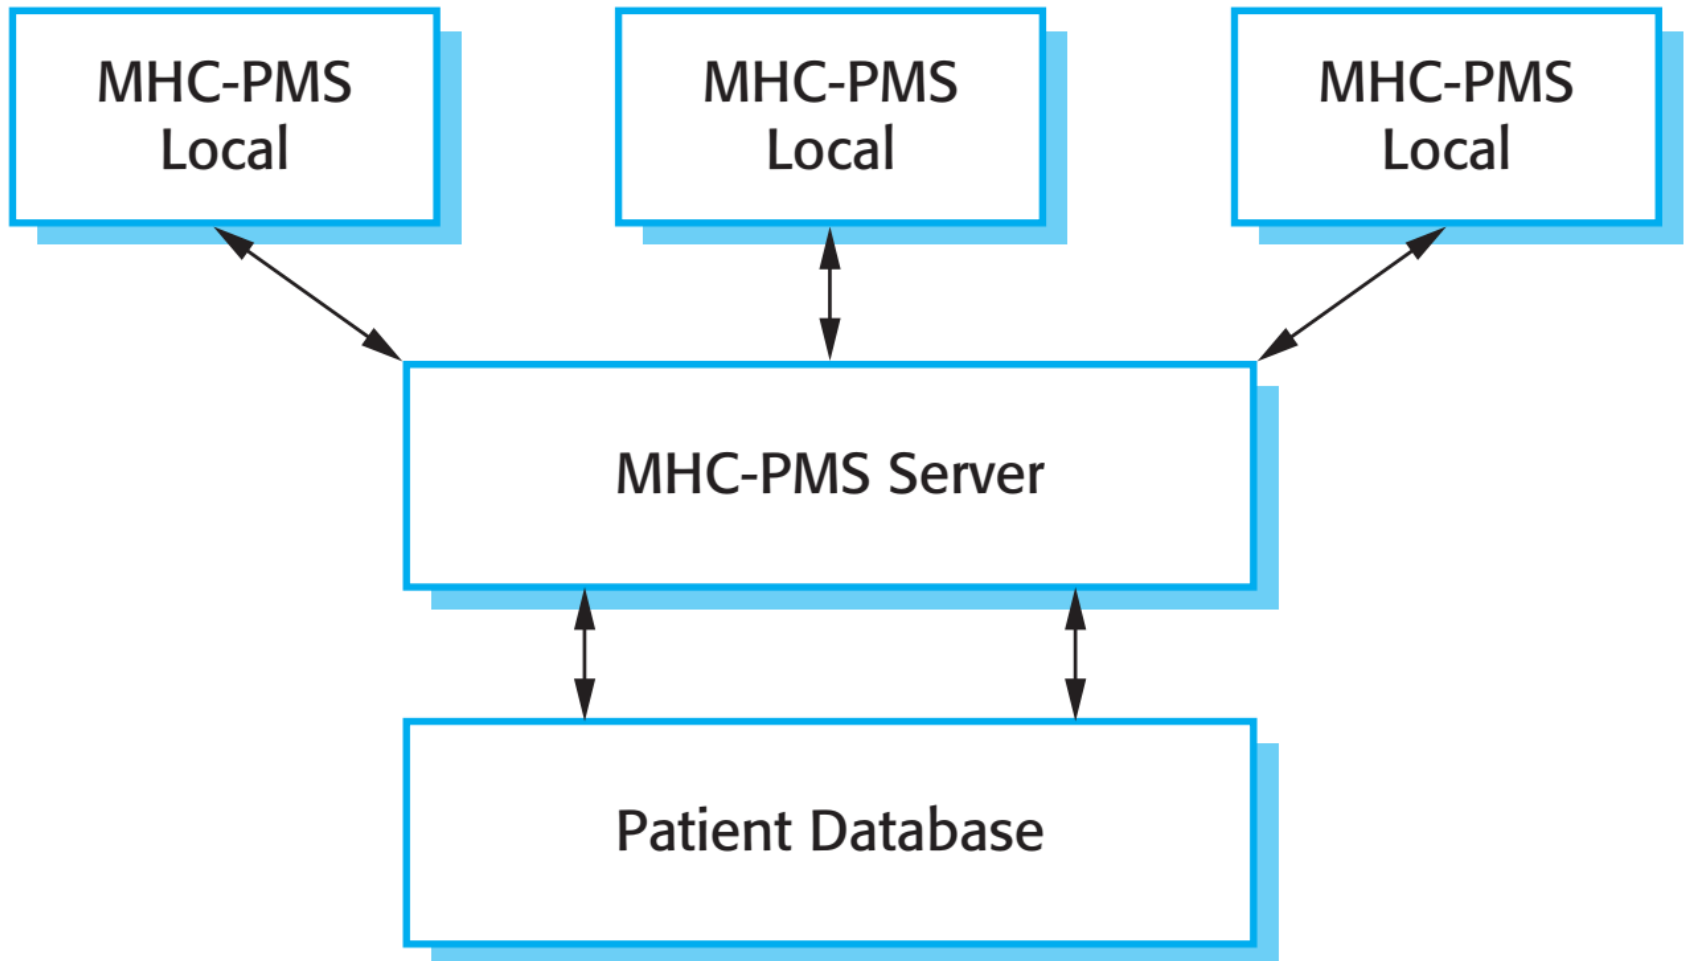 MHC-PMS
Local
MHC-PMS
Local
MHC-PMS
Local
MHC-PMS Server
Patient Database